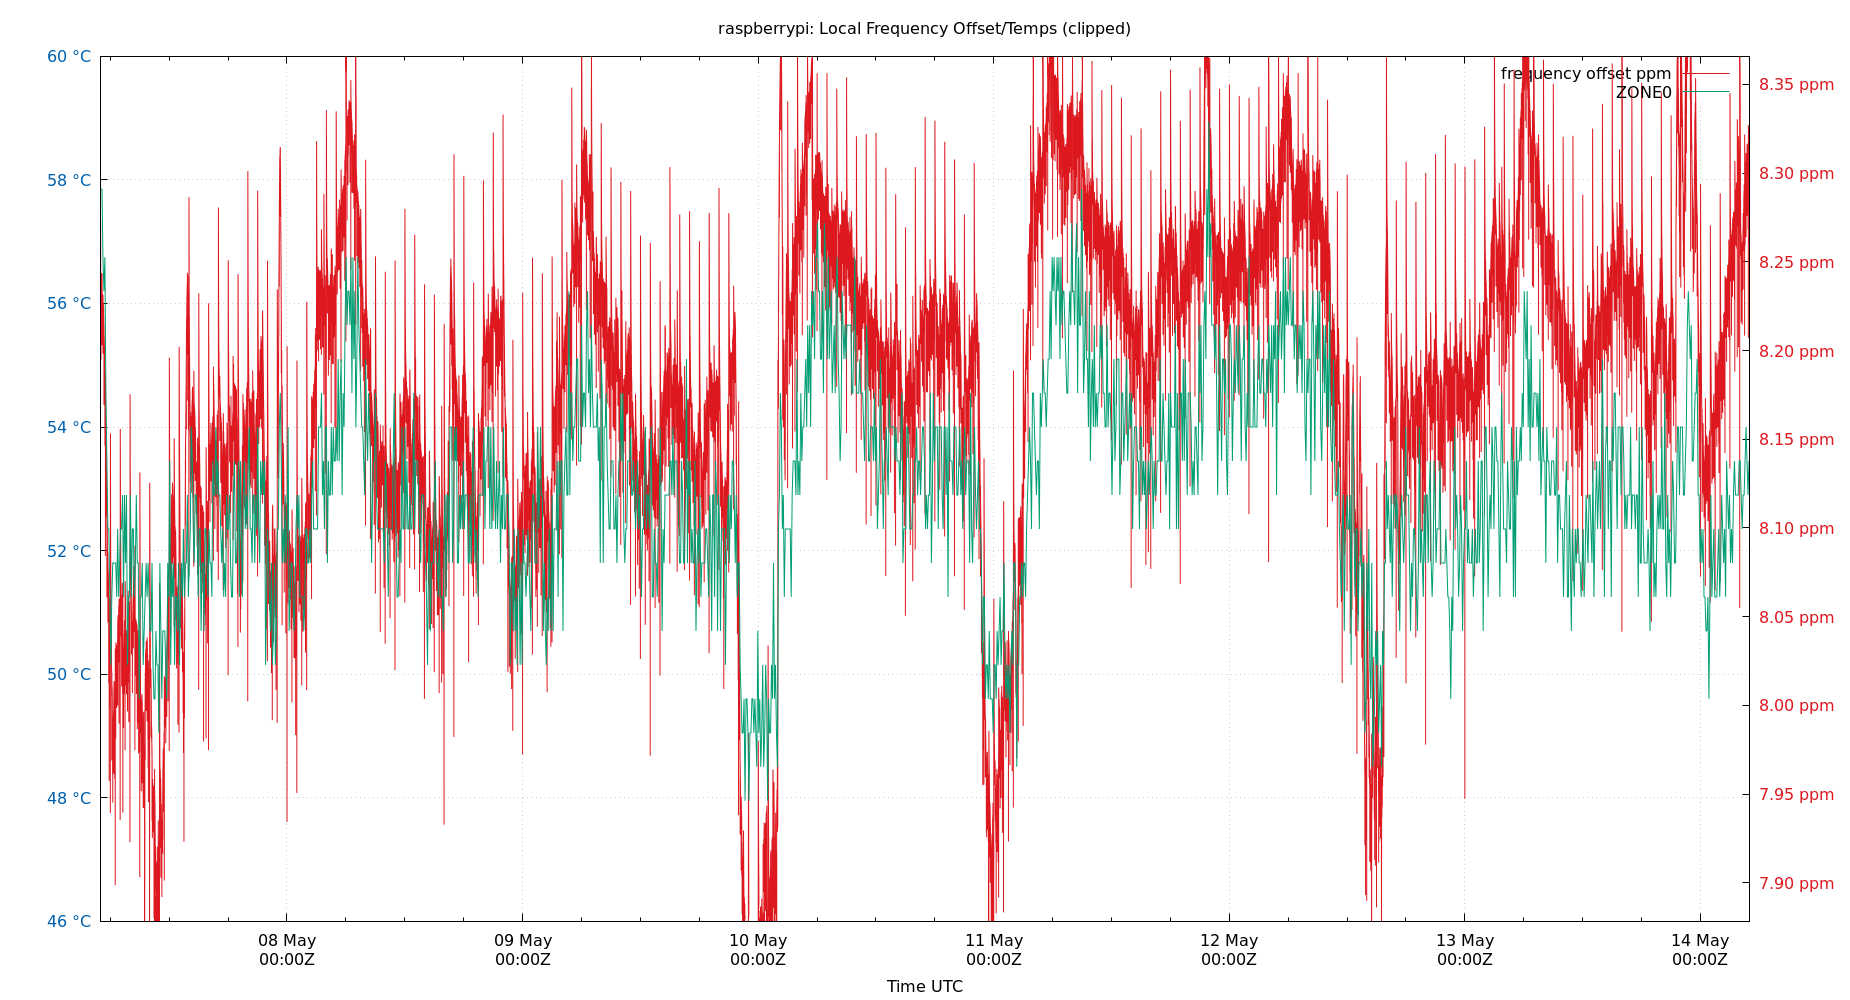 raspberrypi: Local Frequency Offset/Temps (clipped)
60 °C
58 °C
56 °C
54 °C
52 °C
50 °C
48 °C
46 °C
frequency offset ppm
ZONE0
8.35 ppm
8.30 ppm
8.25 ppm
8.20 ppm
8.15 ppm
8.10 ppm
8.05 ppm
8.00 ppm
7.95 ppm
7.90 ppm
08 May
00:00Z
09 May
00:00Z
10 May
00:00Z
11 May
00:00Z
12 May
00:00Z
13 May
00:00Z
14 May
00:00Z
Time UTC